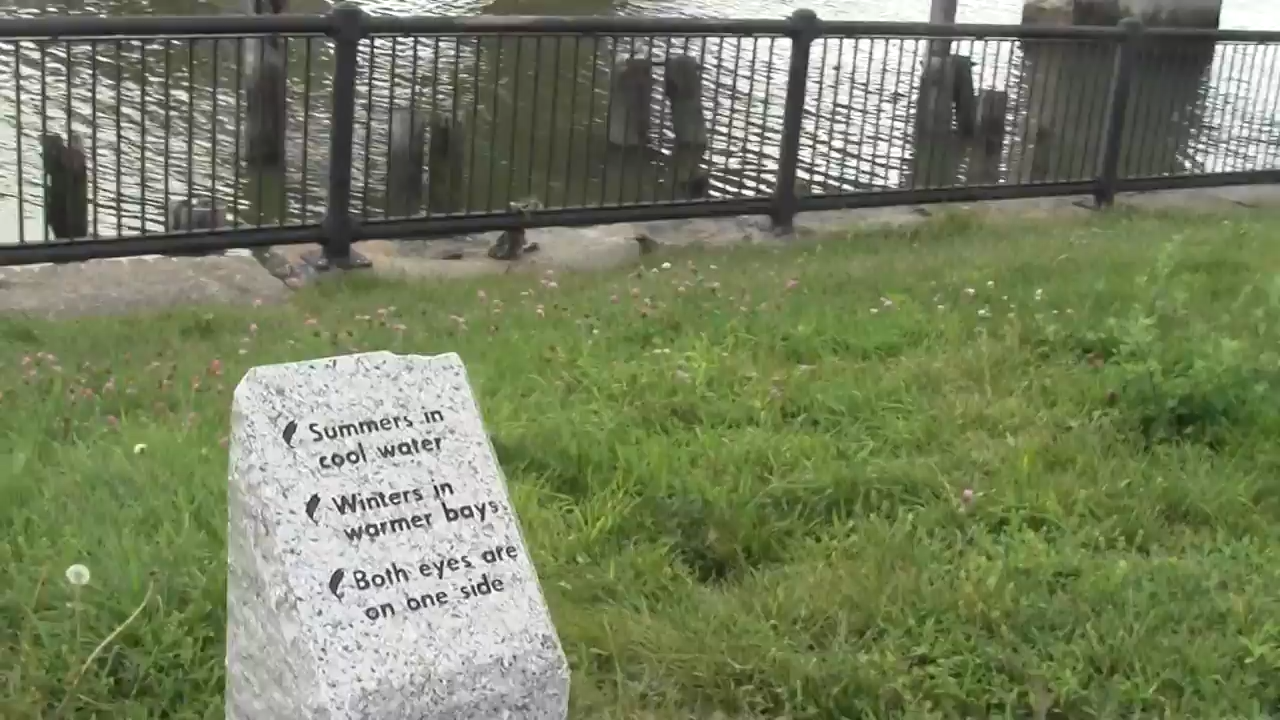 Summers in
cool water
Winters in
warmer bays
Both eyes are
on one side